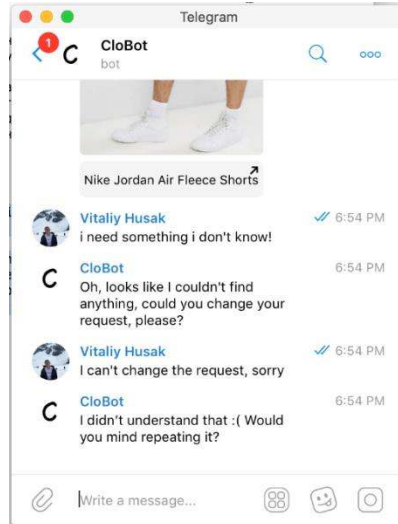 Telegram
1
C
CloBot
bot
Nike Jordan Air Fleece Shorts
Vitaliy Husak
6:54 PM
i need something i don't know!
C
CloBot
6:54 PM
Oh, looks like I couldn't find
anything, could you change your
request, please?
Vitaliy Husak
6:54 PM
I can't change the request, sorry
C
CloBot
6:54 PM
I didn't understand that :( Would
you mind repeating it?
Write a message...